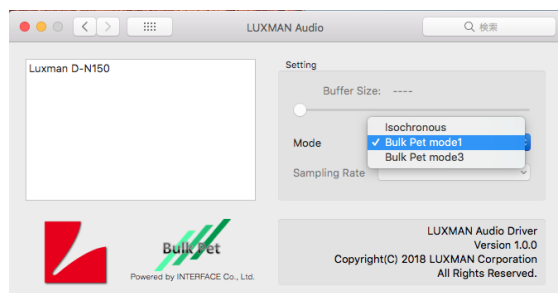 LUXMAN Audio
検索
Luxman D-N150
Setting
Buffer Size: ----
Isochronous
Mode
✓ Bulk Pet mode1
Bulk Pet mode3
Sampling Rate
Bulk Pet
Powered by INTERFACE Co., Ltd.
LUXMAN Audio Driver
Version 1.0.0
Copyright(C) 2018 LUXMAN Corporation
All Rights Reserved.